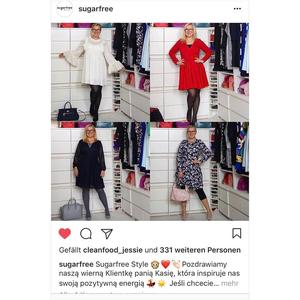 sugarfree
sugarfree
Gefällt cleanfood_jessie und 331 weiteren Personen
sugarfree Sugarfree Style Pozdrawiamy
naszą wierną Klientkę panią Kasię, która inspiruje nas
swoją pozytywną energią Jeśli chcecie... mehr